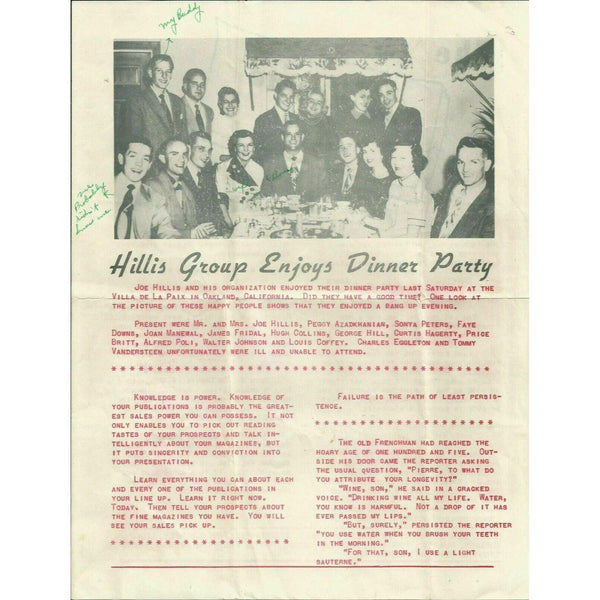 my Daddy
Hillis Group Enjoys Dinner Party
JOE HILLIS AND HIS ORGANIZATION ENJOYED THEIR DINNER PARTY LAST SATURDAY AT THE
VILLA DE LA PAIX IN OAKLAND, CALIFORNIA. DID THEY HAVE A GOOD TIME? ONE LOOK AT
THE PICTURE OF THESE HAPPY PEOPLE SHOWS THAT THEY ENJOYED A BANG UP EVENING.
PRESENT WERE MR. AND MRS. JOE HILLIS, PEGGY AZADKHANIAN, SONYA PETERS, FAYE
DOWNS, JOAN MANEWAL, JAMES FRIDAL, HUGH COLLINS, GEORGE HILL, CURTIS HAGERTY, PRICE
BRITT, ALFRED POLI, WALTER JOHNSON AND LOUIS COFFEY. CHARLES EGGLETON AND TOMMY
VANDERSTEEN UNFORTUNATELY WERE ILL AND UNABLE TO ATTEND.
KNOWLEDGE IS POWER. KNOWLEDGE OF
YOUR PUBLICATIONS IS PROBABLY THE GREAT-
EST SALES POWER YOU CAN POSSESS. IT NOT
ONLY ENABLES YOU TO PICK OUT READING
TASTES OF YOUR PROSPECTS AND TALK IN-
TELLIGENTLY ABOUT YOUR MAGAZINES, BUT
IT PUTS SINCERITY AND CONVICTION INTO
YOUR PRESENTATION.
LEARN EVERYTHING YOU CAN ABOUT EACH
AND EVERY ONE OF THE PUBLICATIONS IN
YOUR LINE UP. LEARN IT RIGHT NOW.
TODAY. THEN TELL YOUR PROSPECTS ABOUT
THE FINE MAGAZINES YOU HAVE. YOU WILL
SEE YOUR SALES PICK UP.
FAILURE IS THE PATH OF LEAST PERSIS-
TENCE.
THE OLD FRENCHMAN HAD REACHED THE
HOARY AGE OF ONE HUNDRED AND FIVE. OUT-
SIDE HIS DOOR CAME THE REPORTER ASKING
THE USUAL QUESTION, "PIERRE, TO WHAT DO
YOU ATTRIBUTE YOUR LONGEVITY?"
"WINE, SON," HE SAID IN A CRACKED
VOICE. "DRINKING WINE ALL MY LIFE. WATER,
YOU KNOW IS HARMFUL. NOT A DROP OF IT HAS
EVER PASSED MY LIPS."
"BUT, SURELY," PERSISTED THE REPORTER
"YOU USE WATER WHEN YOU BRUSH YOUR TEETH
IN THE MORNING."
"FOR THAT, SON, I USE A LIGHT
SAUTERNE."